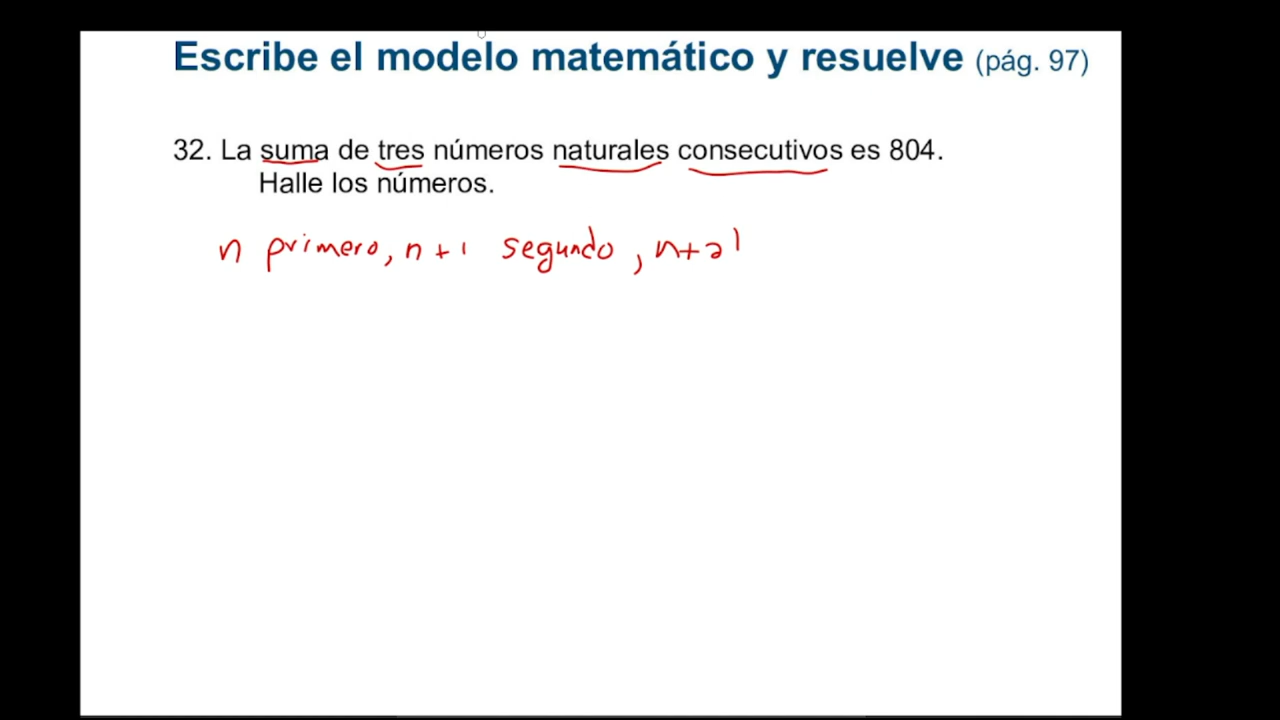 Escribe el modelo matemático y resuelve (pág. 97)
32. La suma de tres números naturales consecutivos es 804.
Halle los números.
n primero, n + 1 segundo, n+2